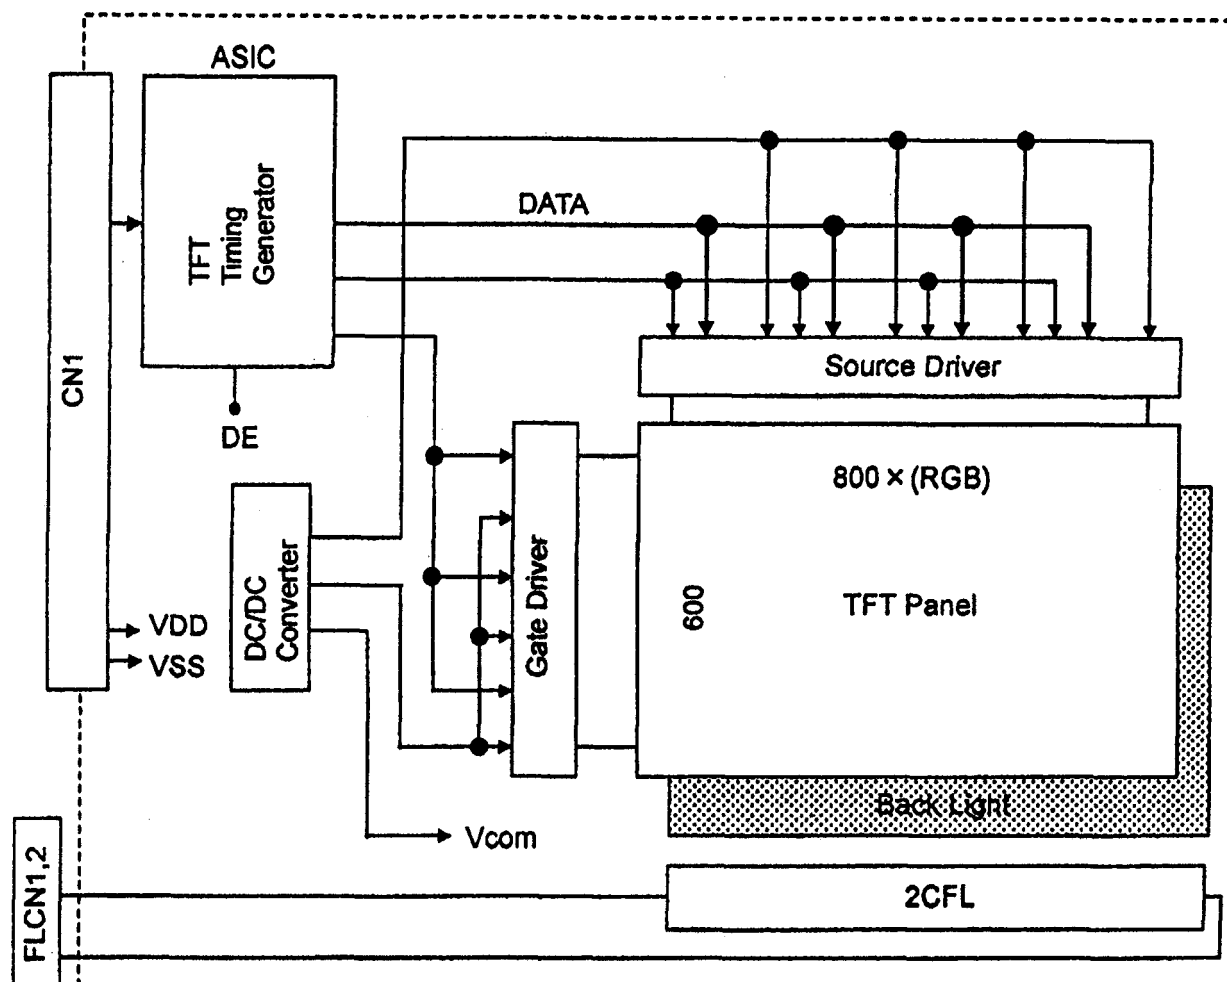 ASIC
CN1
TFT
Timing
Generator
DATA
DE
Source Driver
800 × (RGB)
600
TFT Panel
Gate Driver
DC/DC
Converter
VDD
VSS
Back Light
Vcom
FLCN1,2
2CFL